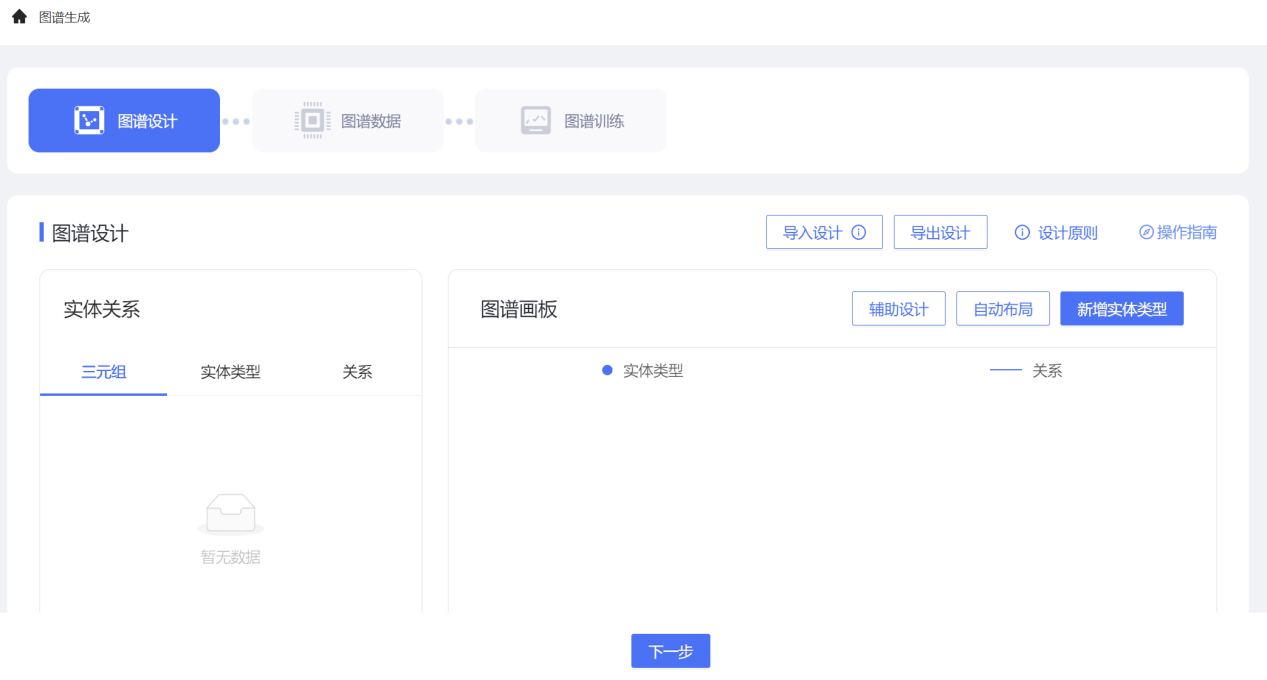 图谱生成
图谱设计 图谱数据 图谱训练
图谱设计 导入设计 导出设计 设计原则 操作指南
实体关系
三元组 实体类型 关系
暂无数据
图谱画板 辅助设计 自动布局 新增实体类型
实体类型 关系
下一步